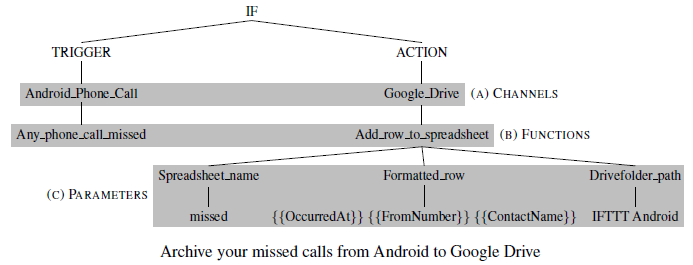 IF
TRIGGER ACTION
Android_Phone_Call Google_Drive (A) CHANNELS
Any_phone_call_missed Add_row_to_spreadsheet (B) FUNCTIONS
Spreadsheet_name Formatted_row Drivefolder_path
(C) PARAMETERS
missed {{OccurredAt}} {{FromNumber}} {{ContactName}} IFTTT Android
Archive your missed calls from Android to Google Drive